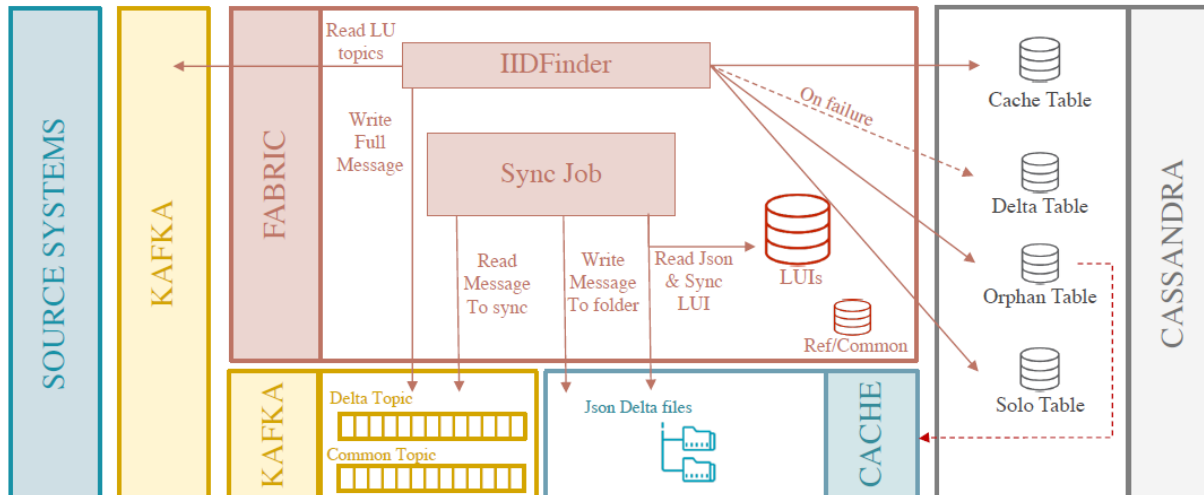 SOURCE SYSTEMS
KAFKA
FABRIC
Read LU
topics
IIDFinder
Write
Full
Message
Sync Job
Read
Message
To sync
Write
Message
To folder
Read Json
& Sync
LUI
LUIs
Ref/Common
On failure
Cache Table
Delta Table
Orphan Table
Solo Table
CASSANDRA
KAFKA
Delta Topic
Common Topic
Json Delta files
CACHE